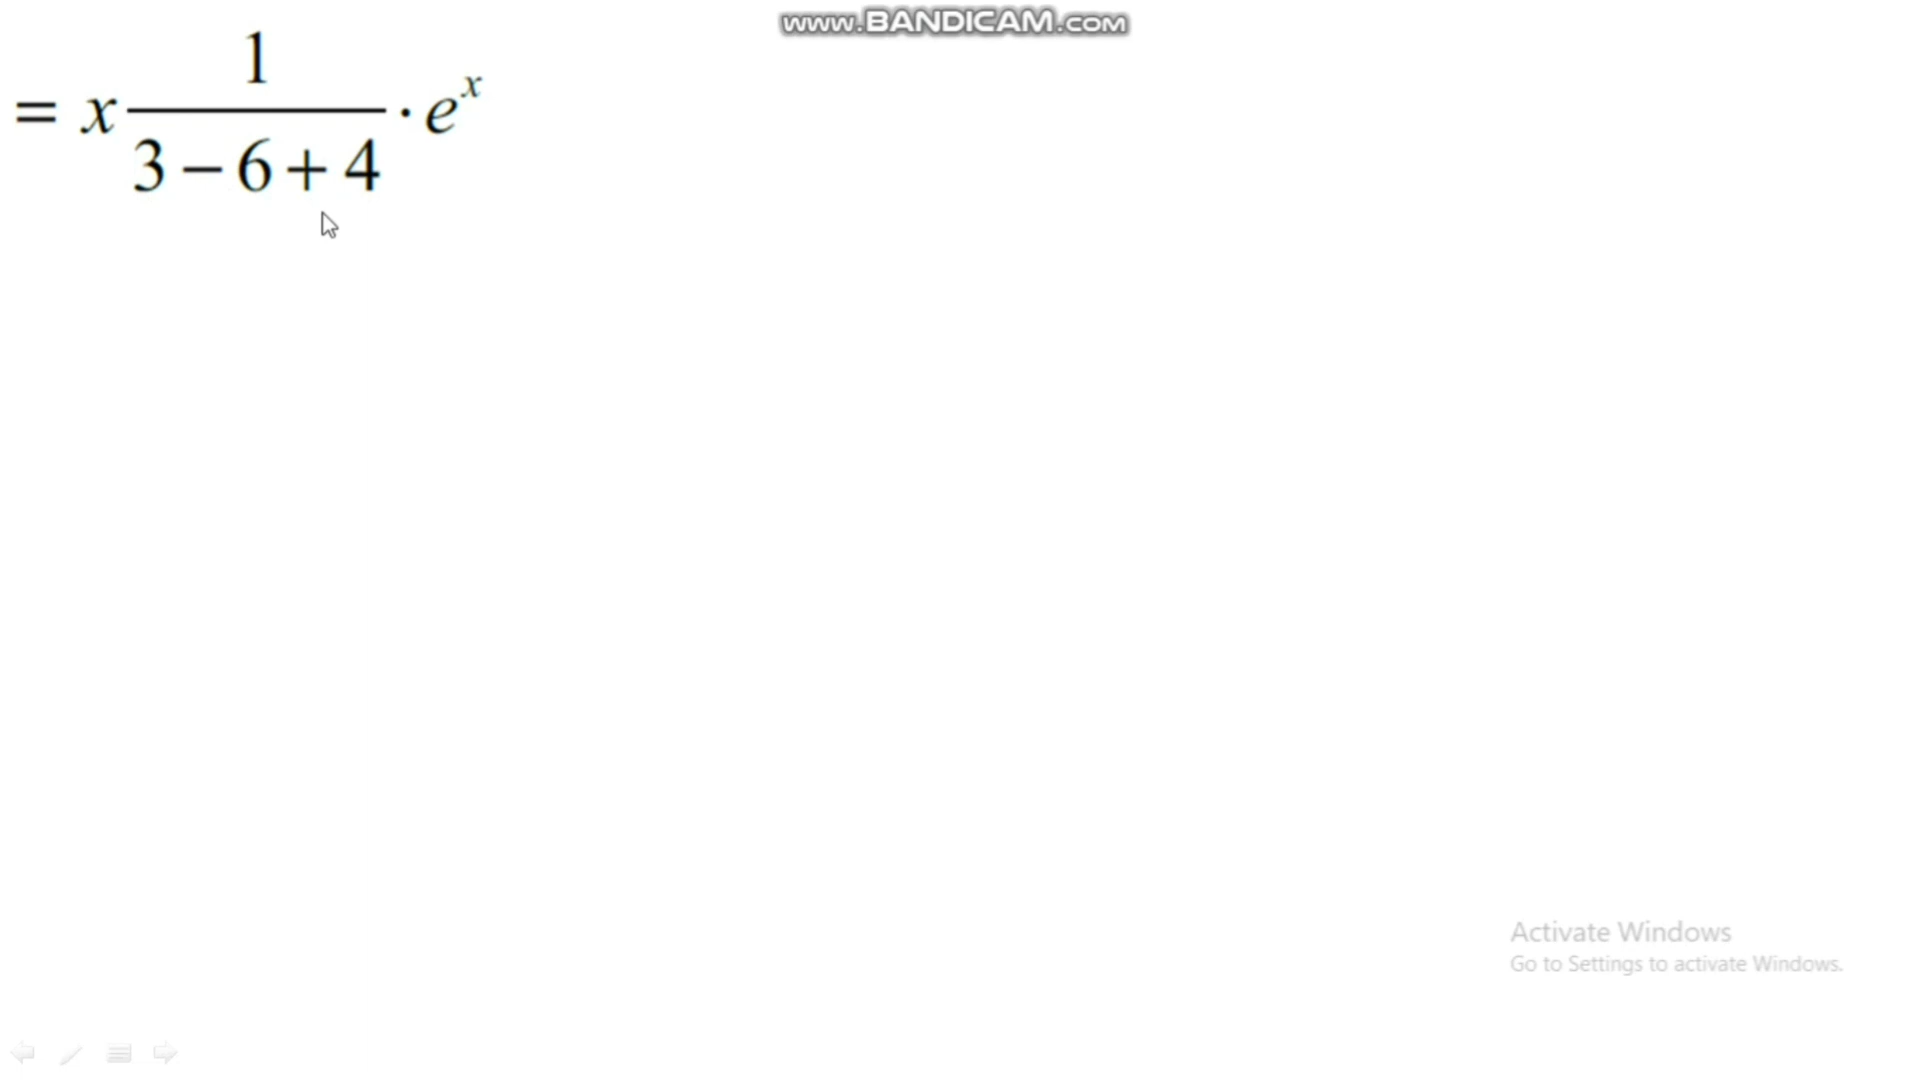 www.BANDICAM.com
= x 1/(3 − 6 + 4) · e^x
Activate Windows
Go to Settings to activate Windows.